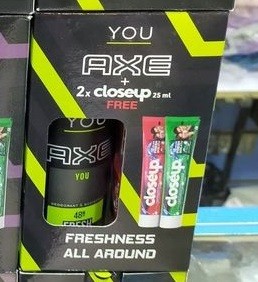 YOU
AXE
+
2x closeup 25 ml
FREE
YOU
AXE
YOU
48H
FRESH
closeup
closeup
FRESHNESS
ALL AROUND